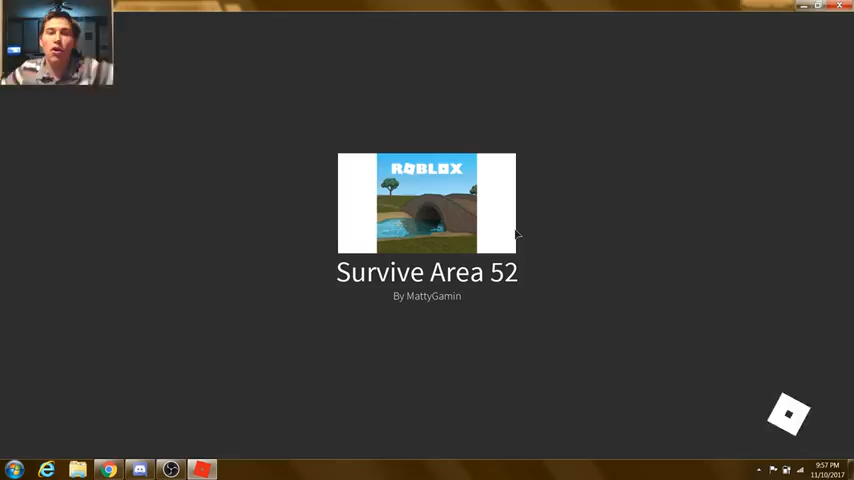 ROBLOX
Survive Area 52
By MattyGamin
9:57 PM
11/10/2017